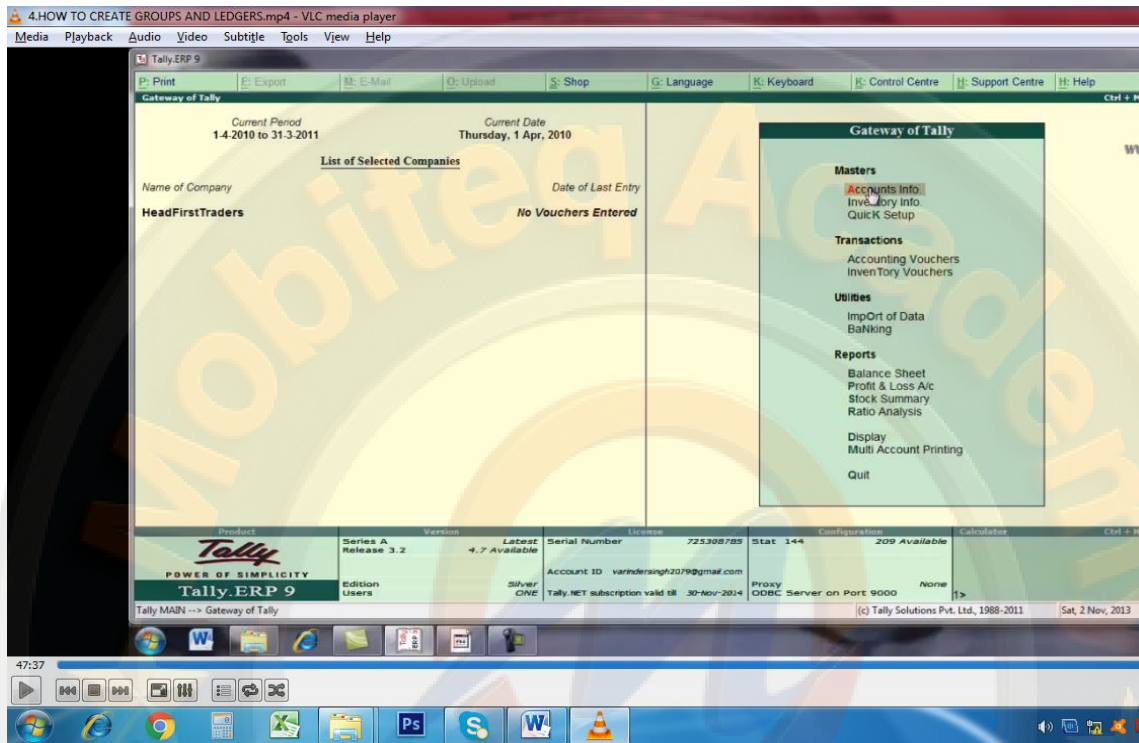 4.HOW TO CREATE GROUPS AND LEDGERS.mp4 - VLC media player
Media Playback Audio Video Subtitle Tools View Help
Tally.ERP 9
P: Print E: Export M: E-Mail O: Upload S: Shop G: Language K: Keyboard K: Control Centre H: Support Centre H: Help
Gateway of Tally Ctrl + N
Current Period Current Date
1-4-2010 to 31-3-2011 Thursday, 1 Apr, 2010
List of Selected Companies
Name of Company Date of Last Entry
HeadFirstTraders No Vouchers Entered
Gateway of Tally
Masters
Accounts Info.
Inventory Info.
QuicK Setup
Transactions
Accounting Vouchers
InvenTory Vouchers
Utilities
ImpOrt of Data
BaNking
Reports
Balance Sheet
Profit & Loss A/c
Stock Summary
Ratio Analysis
Display
Multi Account Printing
Quit
Mobiteq Academ
Product Version License Configuration Calculator Ctrl + N
Tally
POWER OF SIMPLICITY
Tally.ERP 9
Series A Latest
Release 3.2 4.7 Available
Edition Silver
Users ONE
Serial Number 725308785
Account ID varindersingh2079@gmail.com
Tally.NET subscription valid till 30-Nov-2014
Stat 144 209 Available
Proxy None
ODBC Server on Port 9000
1>
Tally MAIN --> Gateway of Tally (c) Tally Solutions Pvt. Ltd., 1988-2011 Sat, 2 Nov, 2013
47:37
Ps